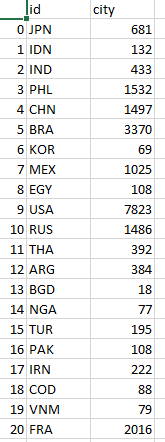 id city
0 JPN 681
1 IDN 132
2 IND 433
3 PHL 1532
4 CHN 1497
5 BRA 3370
6 KOR 69
7 MEX 1025
8 EGY 108
9 USA 7823
10 RUS 1486
11 THA 392
12 ARG 384
13 BGD 18
14 NGA 77
15 TUR 195
16 PAK 108
17 IRN 222
18 COD 88
19 VNM 79
20 FRA 2016